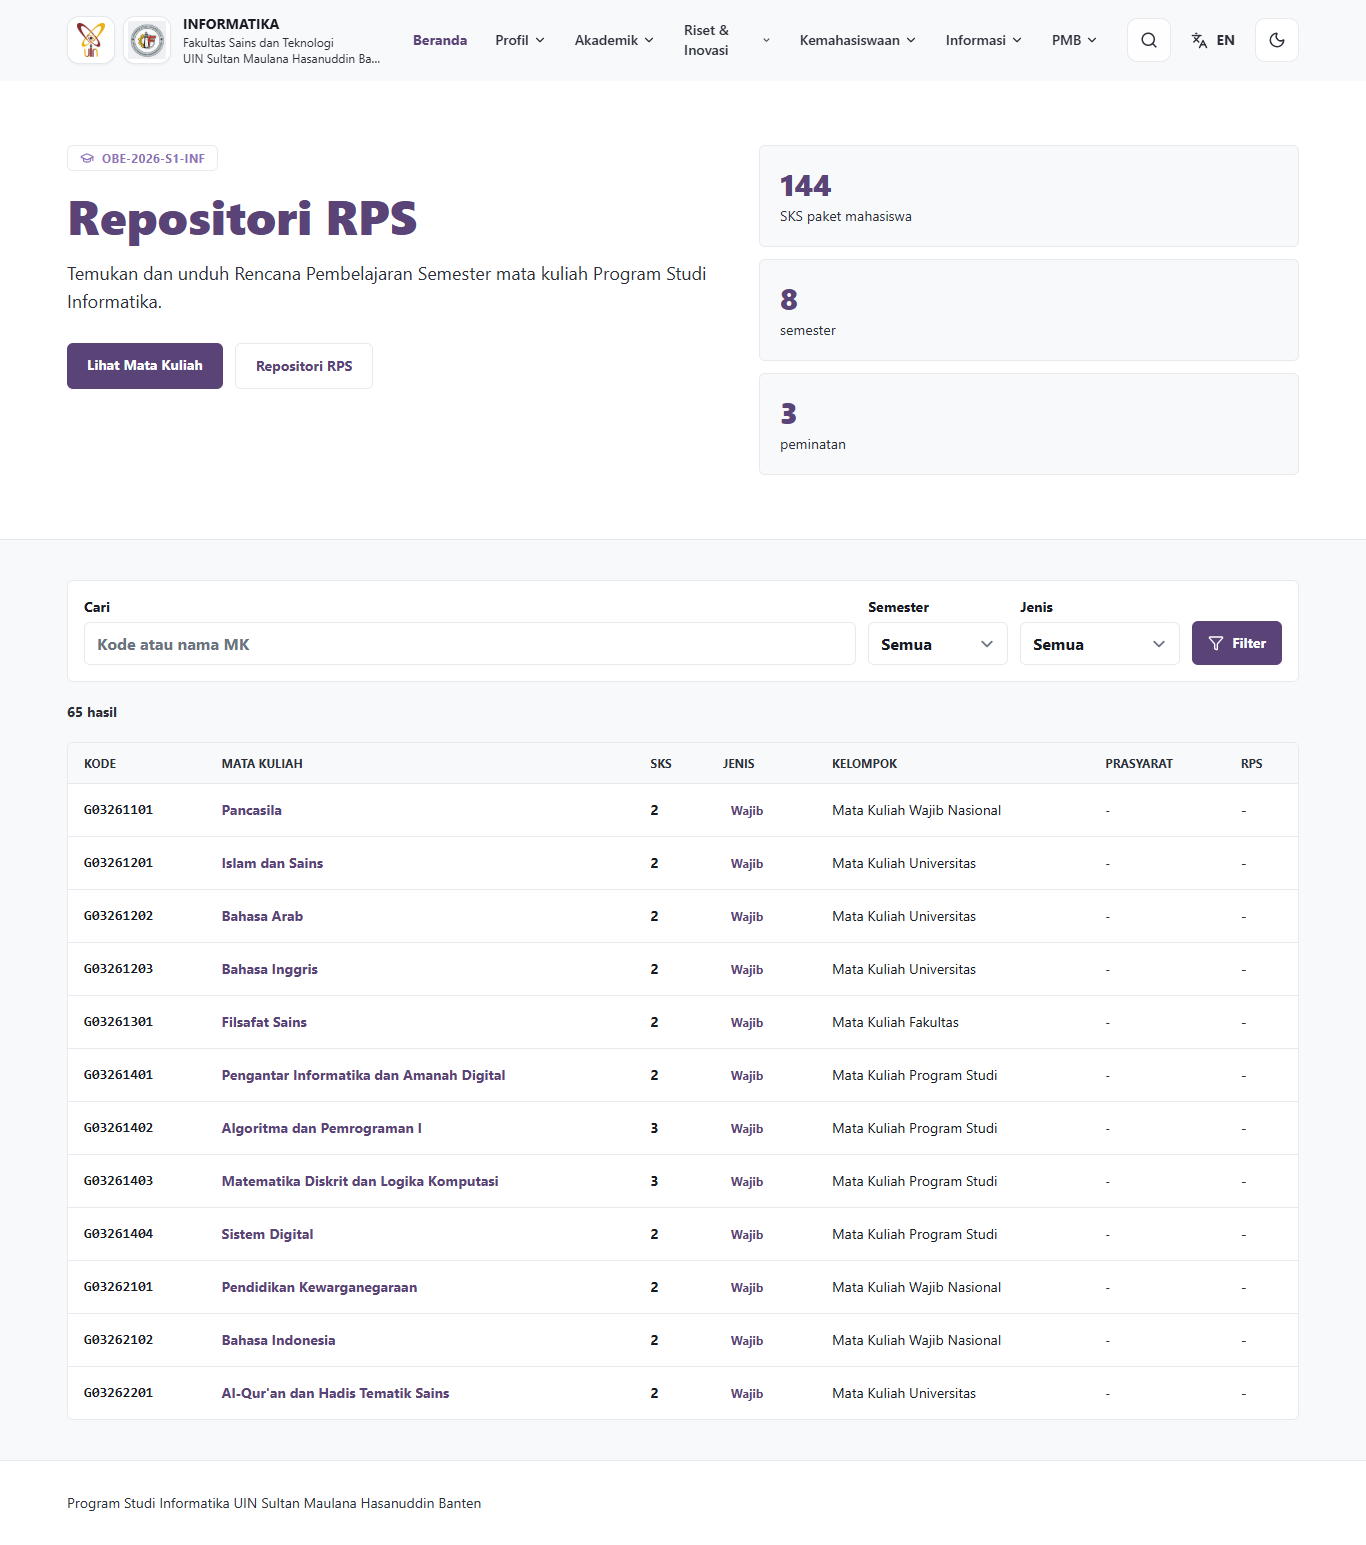 INFORMATIKA
Fakultas Sains dan Teknologi
UIN Sultan Maulana Hasanuddin Ba...
Beranda
Profil
Akademik
Riset &
Inovasi
Kemahasiswaan
Informasi
PMB
EN
OBE-2026-S1-INF
Repositori RPS
Temukan dan unduh Rencana Pembelajaran Semester mata kuliah Program Studi
Informatika.
Lihat Mata Kuliah
Repositori RPS
144
SKS paket mahasiswa
8
semester
3
peminatan
Cari
Kode atau nama MK
Semester
Semua
Jenis
Semua
Filter
65 hasil
KODE MATA KULIAH SKS JENIS KELOMPOK PRASYARAT RPS
G03261101 Pancasila 2 Wajib Mata Kuliah Wajib Nasional - -
G03261201 Islam dan Sains 2 Wajib Mata Kuliah Universitas - -
G03261202 Bahasa Arab 2 Wajib Mata Kuliah Universitas - -
G03261203 Bahasa Inggris 2 Wajib Mata Kuliah Universitas - -
G03261301 Filsafat Sains 2 Wajib Mata Kuliah Fakultas - -
G03261401 Pengantar Informatika dan Amanah Digital 2 Wajib Mata Kuliah Program Studi - -
G03261402 Algoritma dan Pemrograman I 3 Wajib Mata Kuliah Program Studi - -
G03261403 Matematika Diskrit dan Logika Komputasi 3 Wajib Mata Kuliah Program Studi - -
G03261404 Sistem Digital 2 Wajib Mata Kuliah Program Studi - -
G03262101 Pendidikan Kewarganegaraan 2 Wajib Mata Kuliah Wajib Nasional - -
G03262102 Bahasa Indonesia 2 Wajib Mata Kuliah Wajib Nasional - -
G03262201 Al-Qur'an dan Hadis Tematik Sains 2 Wajib Mata Kuliah Universitas - -
Program Studi Informatika UIN Sultan Maulana Hasanuddin Banten